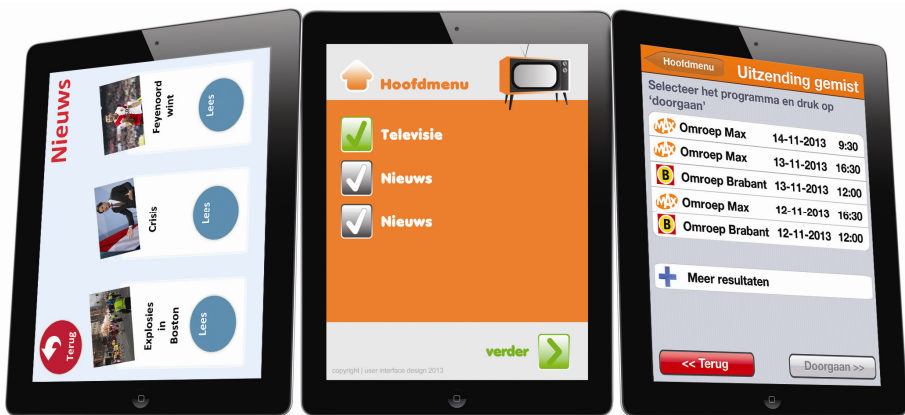 Nieuws
Feyenoord
wint
Lees
Crisis
Lees
Explosies
in
Boston
Lees
Terug
Hoofdmenu
Televisie
Nieuws
Nieuws
verder
copyright | user interface design 2013
Hoofdmenu
Uitzending gemist
Selecteer het programma en druk op
'doorgaan'
MAX Omroep Max 14-11-2013 9:30
MAX Omroep Max 13-11-2013 16:30
B Omroep Brabant 13-11-2013 12:00
MAX Omroep Max 12-11-2013 16:30
B Omroep Brabant 12-11-2013 12:00
Meer resultaten
<< Terug
Doorgaan >>